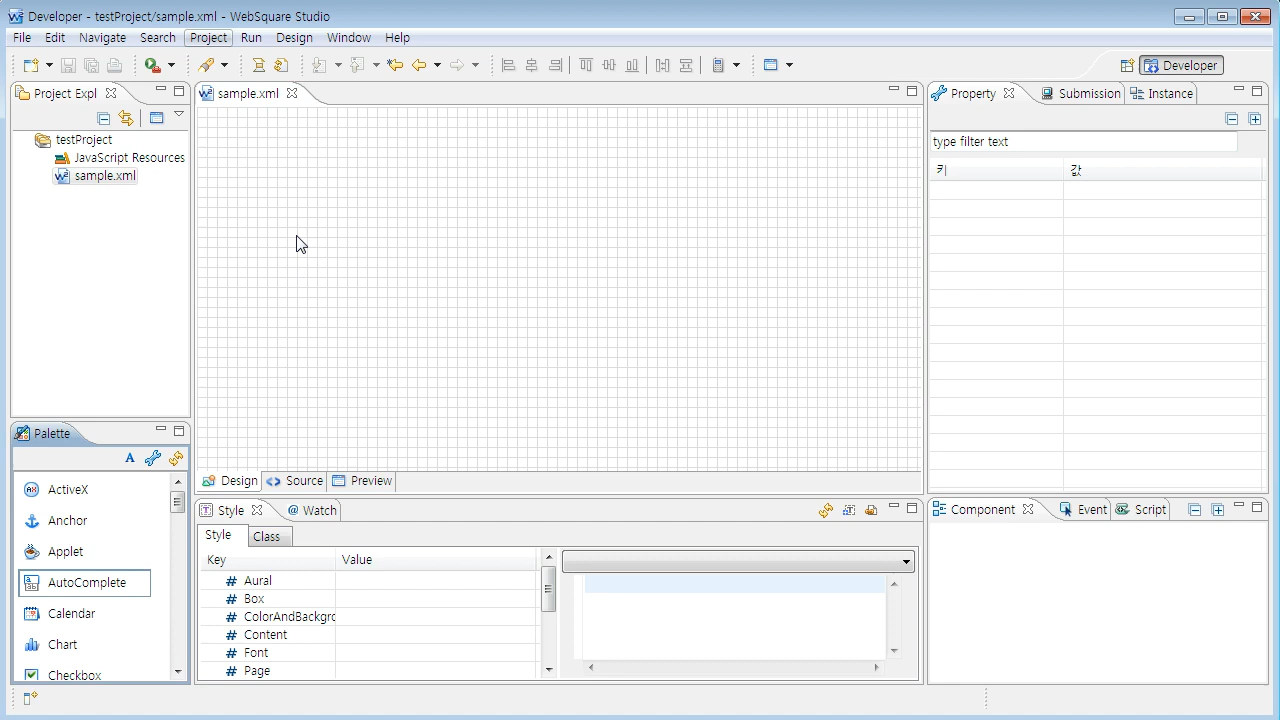 Developer - testProject/sample.xml - WebSquare Studio
File Edit Navigate Search Project Run Design Window Help
Developer
Project Expl
testProject
JavaScript Resources
sample.xml
Palette
A
ActiveX
Anchor
Applet
AutoComplete
Calendar
Chart
Checkbox
sample.xml
Design Source Preview
Style Watch
Style Class
Key Value
Aural
Box
ColorAndBackgro
Content
Font
Page
Property Submission Instance
type filter text
키 값
Component Event Script